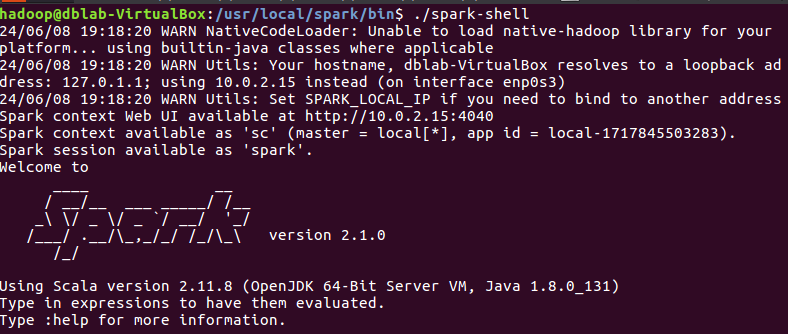 hadoop@dblab-VirtualBox:/usr/local/spark/bin$ ./spark-shell
24/06/08 19:18:20 WARN NativeCodeLoader: Unable to load native-hadoop library for your
platform... using builtin-java classes where applicable
24/06/08 19:18:20 WARN Utils: Your hostname, dblab-VirtualBox resolves to a loopback ad
dress: 127.0.1.1; using 10.0.2.15 instead (on interface enp0s3)
24/06/08 19:18:20 WARN Utils: Set SPARK_LOCAL_IP if you need to bind to another address
Spark context Web UI available at http://10.0.2.15:4040
Spark context available as 'sc' (master = local[*], app id = local-1717845503283).
Spark session available as 'spark'.
Welcome to
      ____              __
     / __/__  ___ _____/ /__
    _\ \/ _ \/ _ `/ __/  '_/
   /___/ .__/\_,_/_/ /_/\_\   version 2.1.0
      /_/
Using Scala version 2.11.8 (OpenJDK 64-Bit Server VM, Java 1.8.0_131)
Type in expressions to have them evaluated.
Type :help for more information.